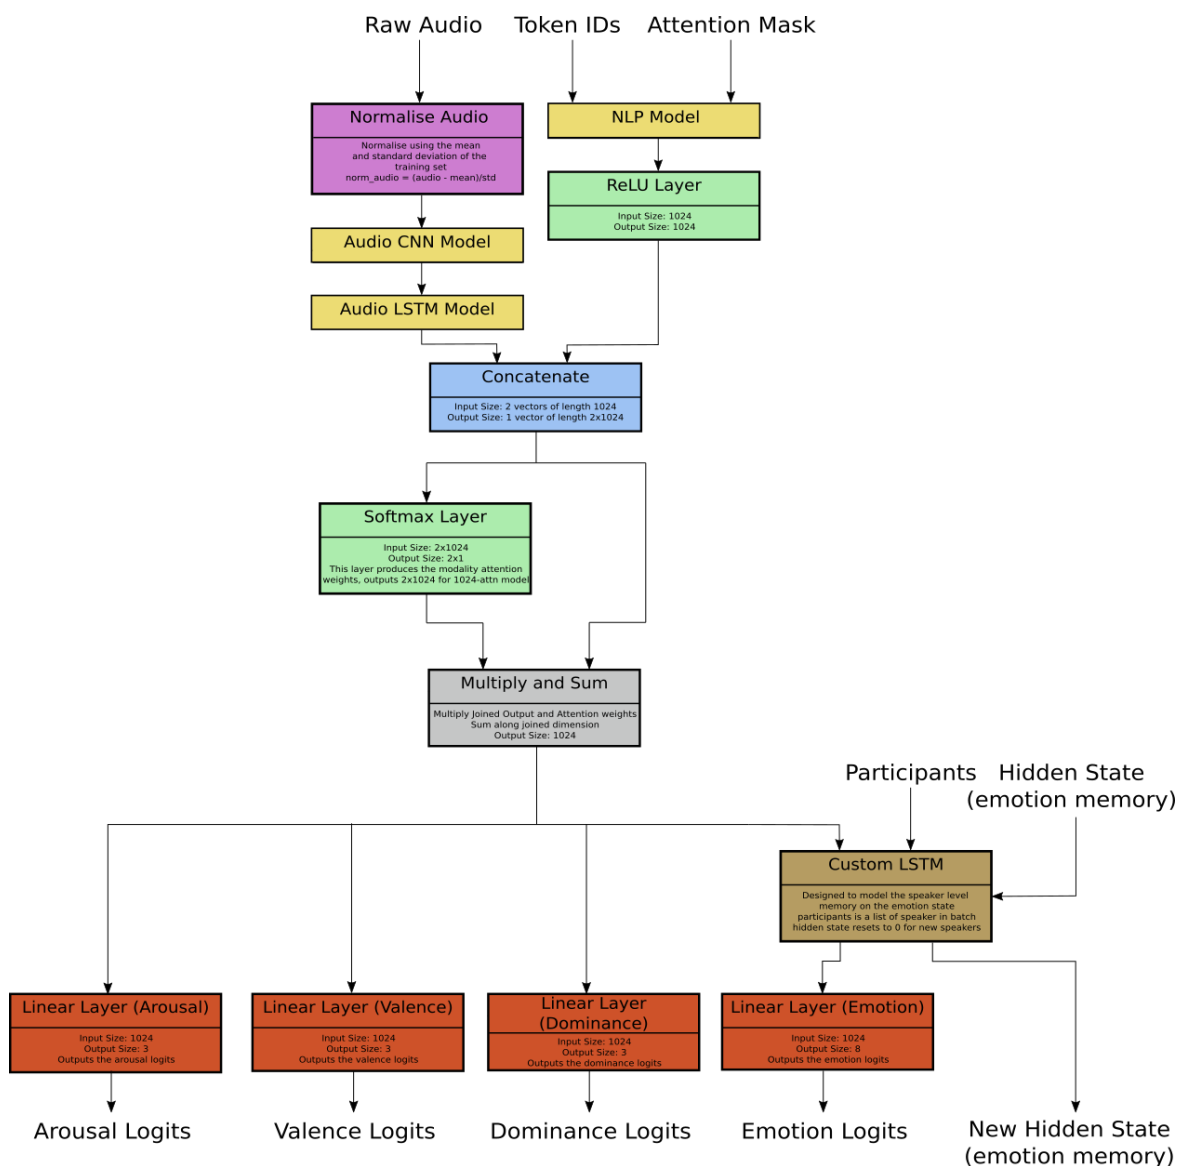 Raw Audio
Token IDs
Attention Mask
Normalise Audio
Normalise using the mean
and standard deviation of the
training set
norm_audio = (audio - mean)/std
NLP Model
ReLU Layer
Input Size: 1024
Output Size: 1024
Audio CNN Model
Audio LSTM Model
Concatenate
Input Size: 2 vectors of length 1024
Output Size: 1 vector of length 2x1024
Softmax Layer
Input Size: 2x1024
Output Size: 2x1
This layer produces the modality attention
weights, outputs 2x1024 for 1024-attn model
Multiply and Sum
Multiply Joined Output and Attention weights
Sum along joined dimension
Output Size: 1024
Participants
Hidden State
(emotion memory)
Custom LSTM
Designed to model the speaker level
memory on the emotion state
participants is a list of speaker in batch
hidden state resets to 0 for new speakers
Linear Layer (Arousal)
Input Size: 1024
Output Size: 3
Outputs the arousal logits
Linear Layer (Valence)
Input Size: 1024
Output Size: 3
Outputs the valence logits
Linear Layer
(Dominance)
Input Size: 1024
Output Size: 3
Outputs the dominance logits
Linear Layer (Emotion)
Input Size: 1024
Output Size: 8
Outputs the emotion logits
Arousal Logits
Valence Logits
Dominance Logits
Emotion Logits
New Hidden State
(emotion memory)